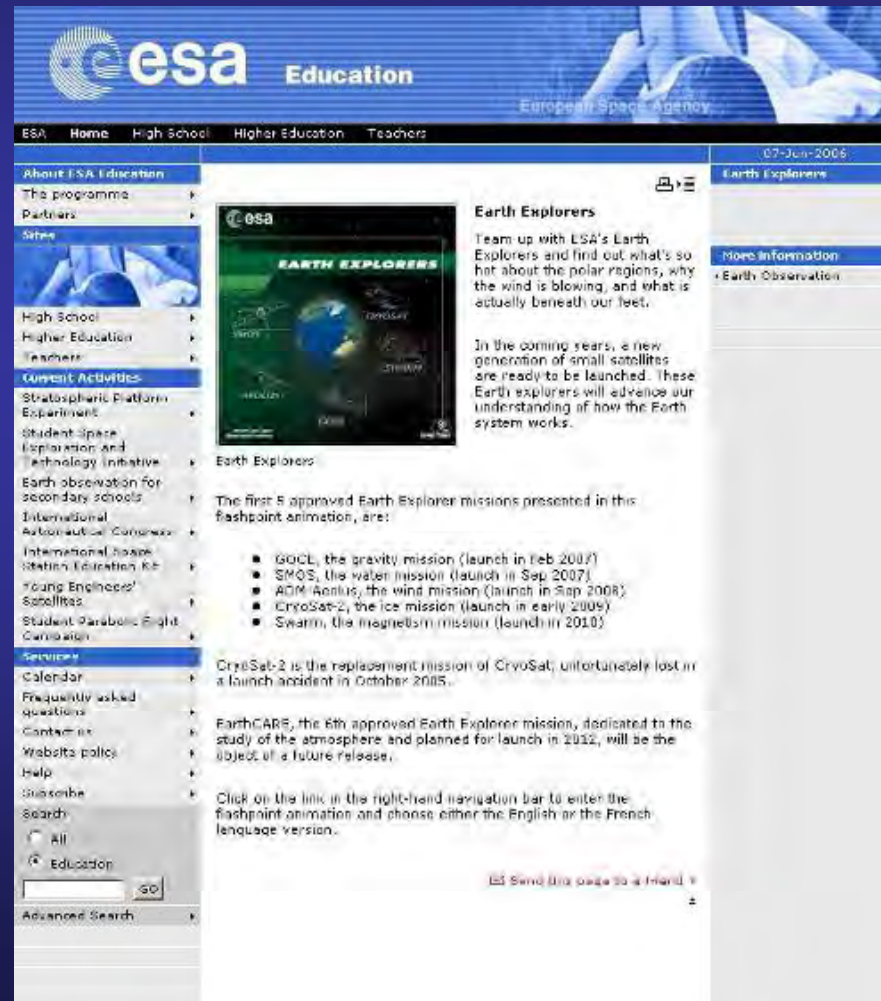 esa Education
European Space Agency
ESA Home High School Higher Education Teachers
07-Jun-2006
About ESA Education
The programme
Partners
Sites
High School
Higher Education
Teachers
Current Activities
Stratospheric Platform
Experiment
Student Space
Exploration and
Technology Initiative
Earth observation for
secondary schools
International
Astronautical Congress
International Space
Station Education Kit
Young Engineers'
Satellites
Student Parabolic Flight
Campaign
Services
Calendar
Frequently asked
questions
Contact us
Website policy
Help
Subscribe
Search
All
Education
GO
Advanced Search
esa
EARTH EXPLORERS
SMOS
CRYOSAT
SWARM
GOCE
Earth Explorers
Earth Explorers
Team up with ESA's Earth
Explorers and find out what's so
hot about the polar regions, why
the wind is blowing, and what is
actually beneath our feet.
In the coming years, a new
generation of small satellites
are ready to be launched. These
Earth explorers will advance our
understanding of how the Earth
system works.
The first 5 approved Earth Explorer missions presented in this
flashpoint animation, are:
● GOCE, the gravity mission (launch in Feb 2007)
● SMOS, the water mission (launch in Sep 2007)
● ADM-Aeolus, the wind mission (launch in Sep 2008)
● CryoSat-2, the ice mission (launch in early 2009)
● Swarm, the magnetism mission (launch in 2010)
CryoSat-2 is the replacement mission of CryoSat, unfortunately lost in
a launch accident in October 2005.
EarthCARE, the 6th approved Earth Explorer mission, dedicated to the
study of the atmosphere and planned for launch in 2012, will be the
object of a future release.
Click on the link in the right-hand navigation bar to enter the
flashpoint animation and choose either the English or the French
language version.
Send this page to a friend
Earth Explorers
More Information
Earth Observation